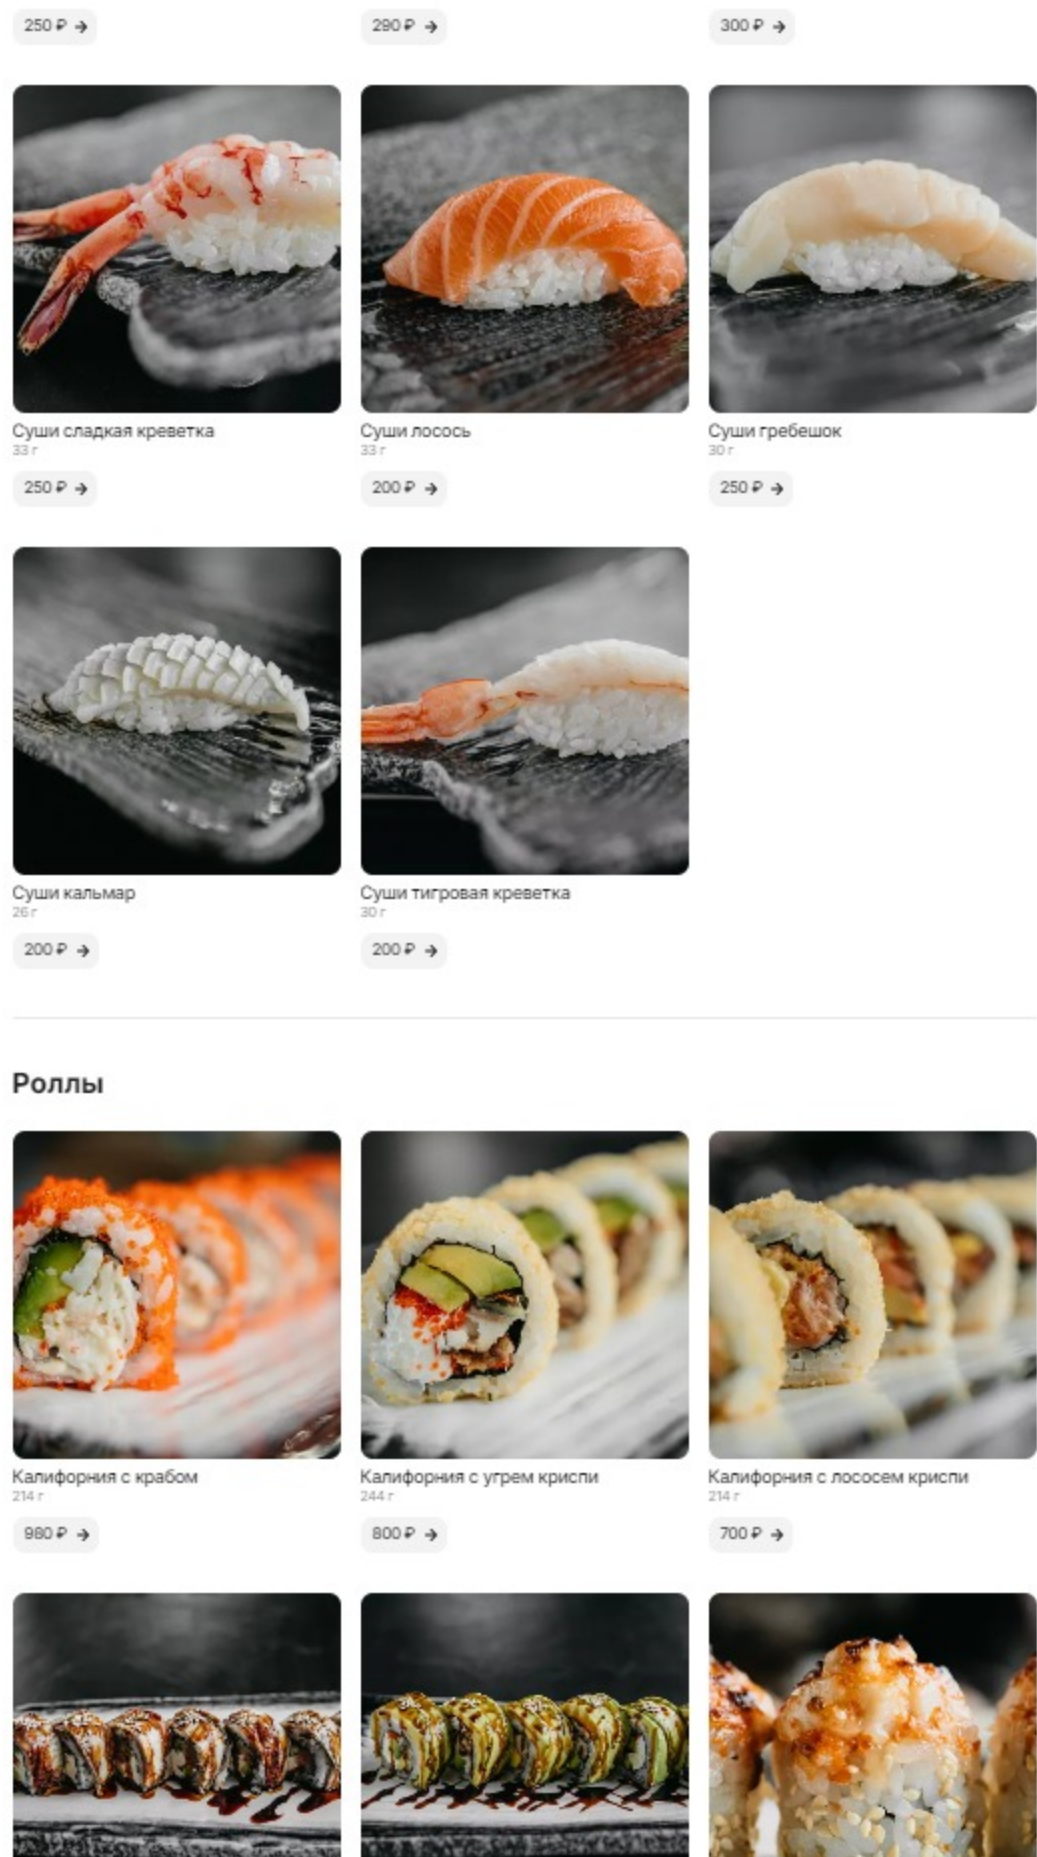 250 ₽ →
290 ₽ →
300 ₽ →
Суши сладкая креветка
33 г
250 ₽ →
Суши лосось
33 г
200 ₽ →
Суши гребешок
30 г
250 ₽ →
Суши кальмар
26 г
200 ₽ →
Суши тигровая креветка
30 г
200 ₽ →
Роллы
Калифорния с крабом
214 г
980 ₽ →
Калифорния с угрем криспи
244 г
800 ₽ →
Калифорния с лососем криспи
214 г
700 ₽ →